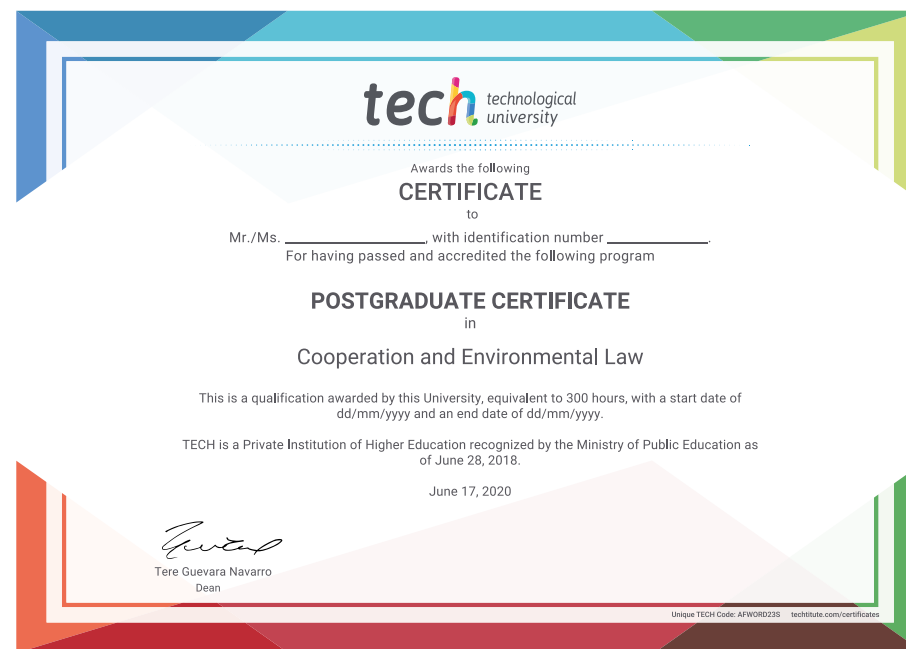 tech technological
university
Awards the following
CERTIFICATE
to
Mr./Ms. ____________________, with identification number ______________.
For having passed and accredited the following program
POSTGRADUATE CERTIFICATE
in
Cooperation and Environmental Law
This is a qualification awarded by this University, equivalent to 300 hours, with a start date of
dd/mm/yyyy and an end date of dd/mm/yyyy.
TECH is a Private Institution of Higher Education recognized by the Ministry of Public Education as
of June 28, 2018.
June 17, 2020
Tere Guevara Navarro
Dean
Unique TECH Code: AFWORD23S techtitute.com/certificates